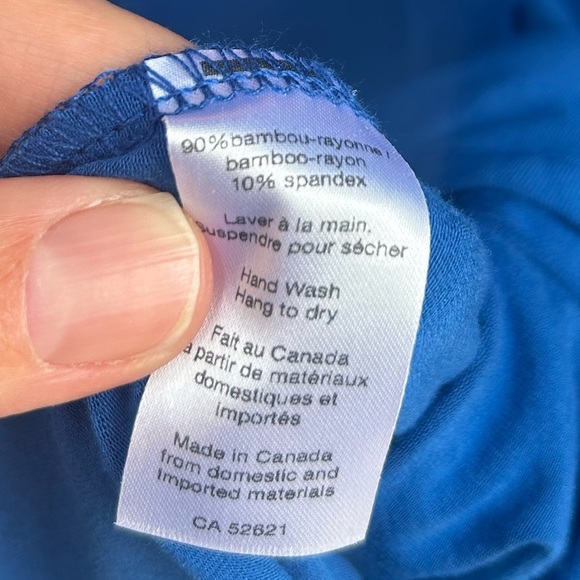 90% bambou-rayonne /
bamboo-rayon
10% spandex
Laver à la main.
Suspendre pour sécher
Hand Wash
Hang to dry
Fait au Canada
à partir de matériaux
domestiques et
importés
Made in Canada
from domestic and
imported materials
CA 52621